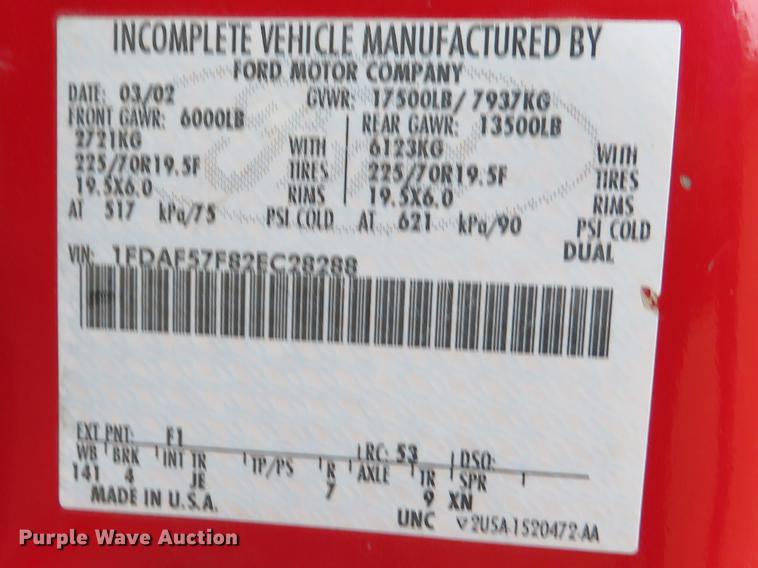 INCOMPLETE VEHICLE MANUFACTURED BY
FORD MOTOR COMPANY
DATE: 03/02 GVWR: 17500LB/ 7937KG
FRONT GAWR: 6000LB REAR GAWR: 13500LB
2721KG WITH 6123KG WITH
225/70R19.5F TIRES 225/70R19.5F TIRES
19.5X6.0 RIMS 19.5X6.0 RIMS
AT 517 kPa/75 PSI COLD AT 621 kPa/90 PSI COLD
DUAL
VIN: 1FDAF57F82EC28288
EXT PNT: F1 RC: 53 DSO:
WB BRK INT TR TP/PS R AXLE TR SPR
141 4 JE 7 9 XN
MADE IN U.S.A.
UNC 2U5A-1520472-AA
Purple Wave Auction